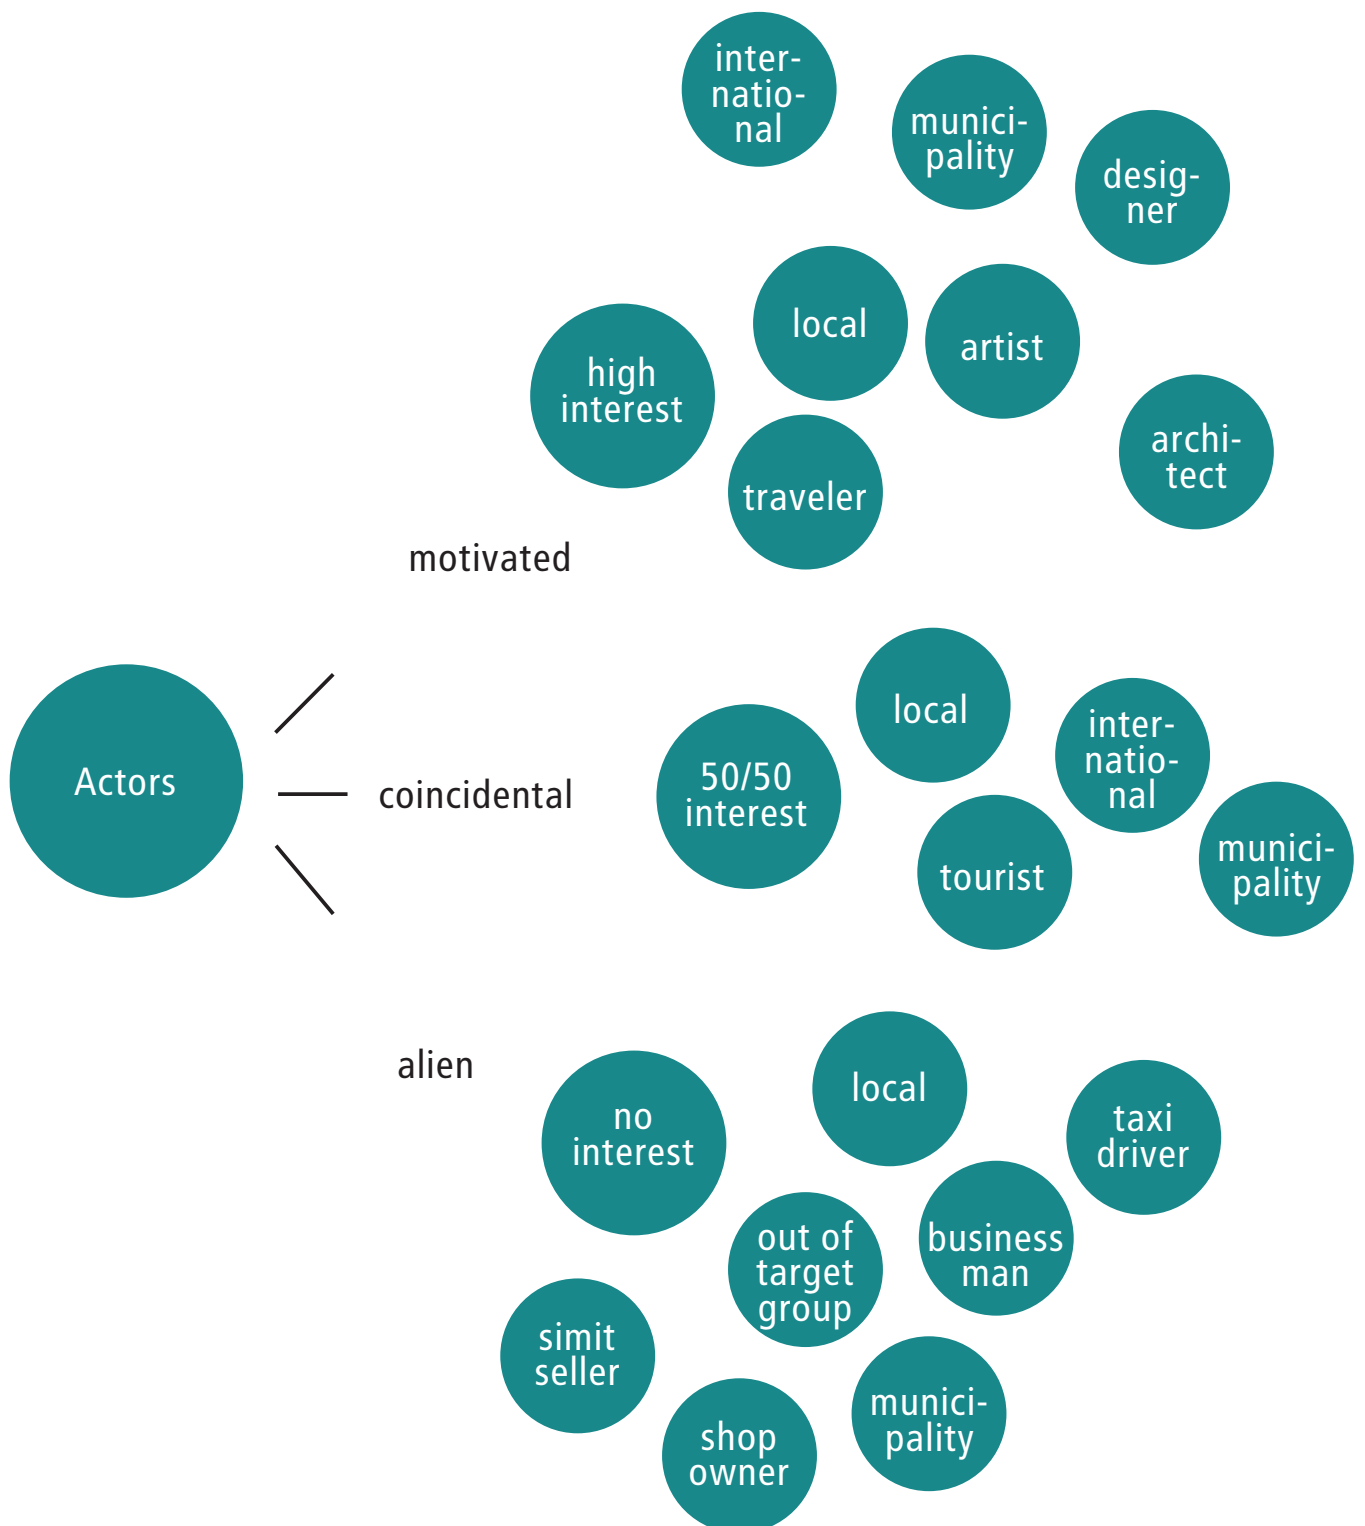 inter-
natio-
nal
munici-
pality
desig-
ner
local
artist
high
interest
archi-
tect
traveler
motivated
Actors
coincidental
50/50
interest
local
inter-
natio-
nal
tourist
munici-
pality
alien
no
interest
local
taxi
driver
out of
target
group
business
man
simit
seller
shop
owner
munici-
pality